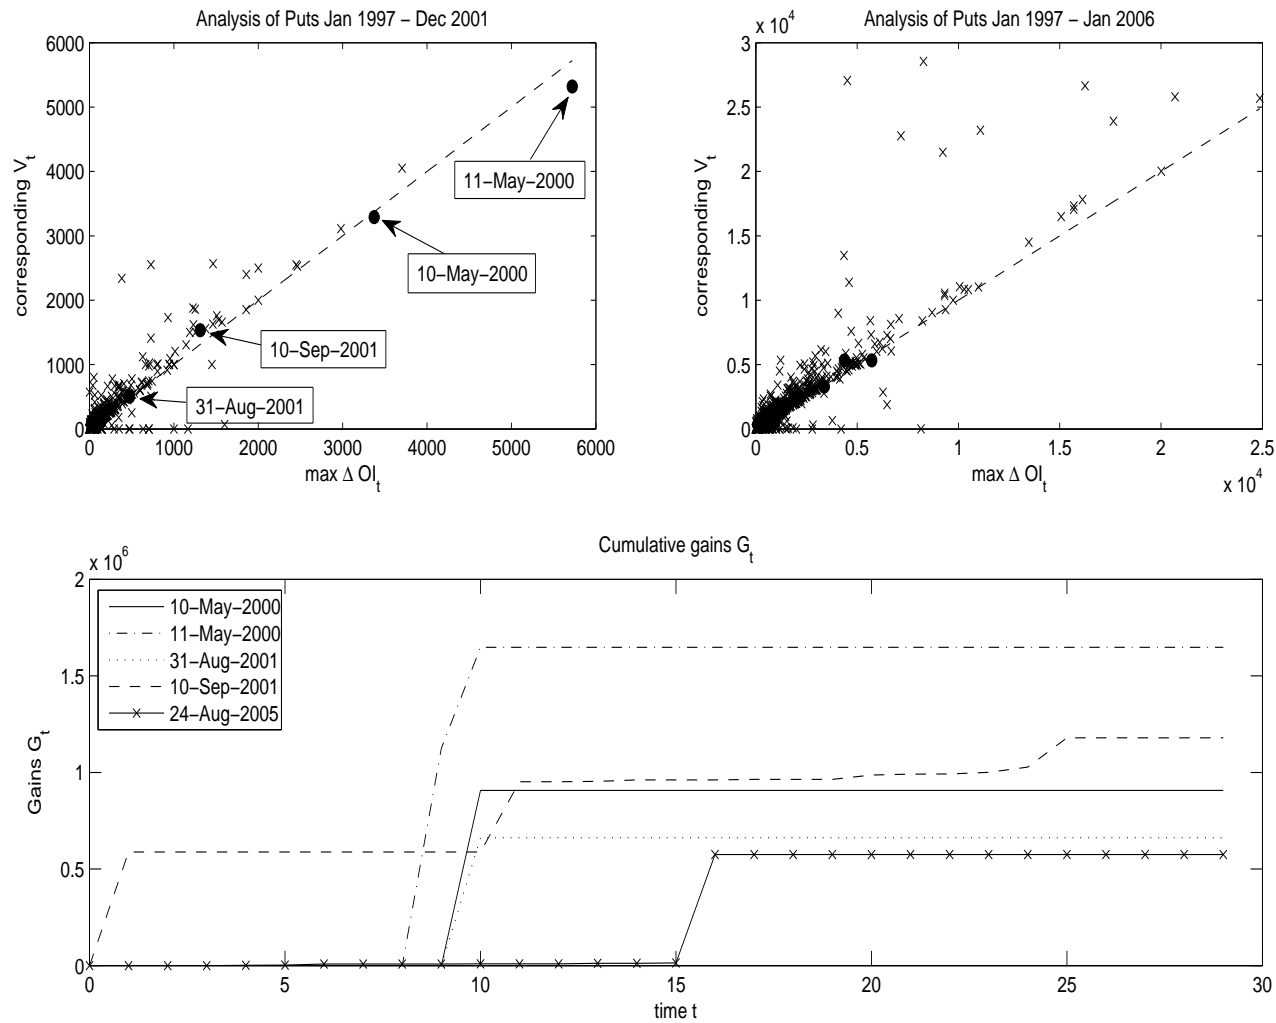 Analysis of Puts Jan 1997 – Dec 2001
6000
5000
4000
3000
2000
1000
0
0 1000 2000 3000 4000 5000 6000
corresponding V_t
max Δ OI_t
11–May–2000
10–May–2000
10–Sep–2001
31–Aug–2001
Analysis of Puts Jan 1997 – Jan 2006
x 10^4
3
2.5
2
1.5
1
0.5
0
0 0.5 1 1.5 2 2.5
x 10^4
corresponding V_t
max Δ OI_t
Cumulative gains G_t
x 10^6
2
1.5
1
0.5
0
0 5 10 15 20 25 30
Gains G_t
time t
10–May–2000
11–May–2000
31–Aug–2001
10–Sep–2001
24–Aug–2005